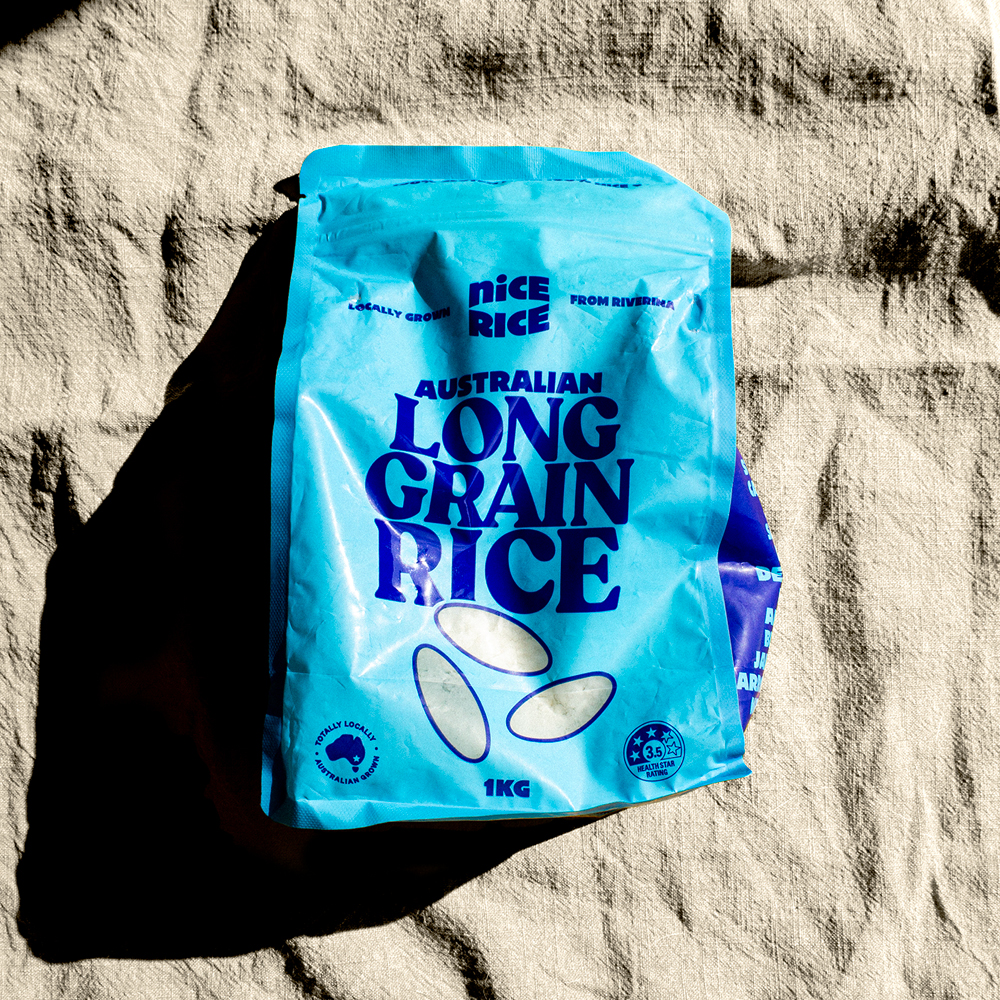 niCE
RICE
LOCALLY GROWN
FROM RIVERINA
AUSTRALIAN
LONG
GRAIN
RICE
TOTALLY LOCALLY
AUSTRALIAN GROWN
1KG
3.5
HEALTH STAR
RATING